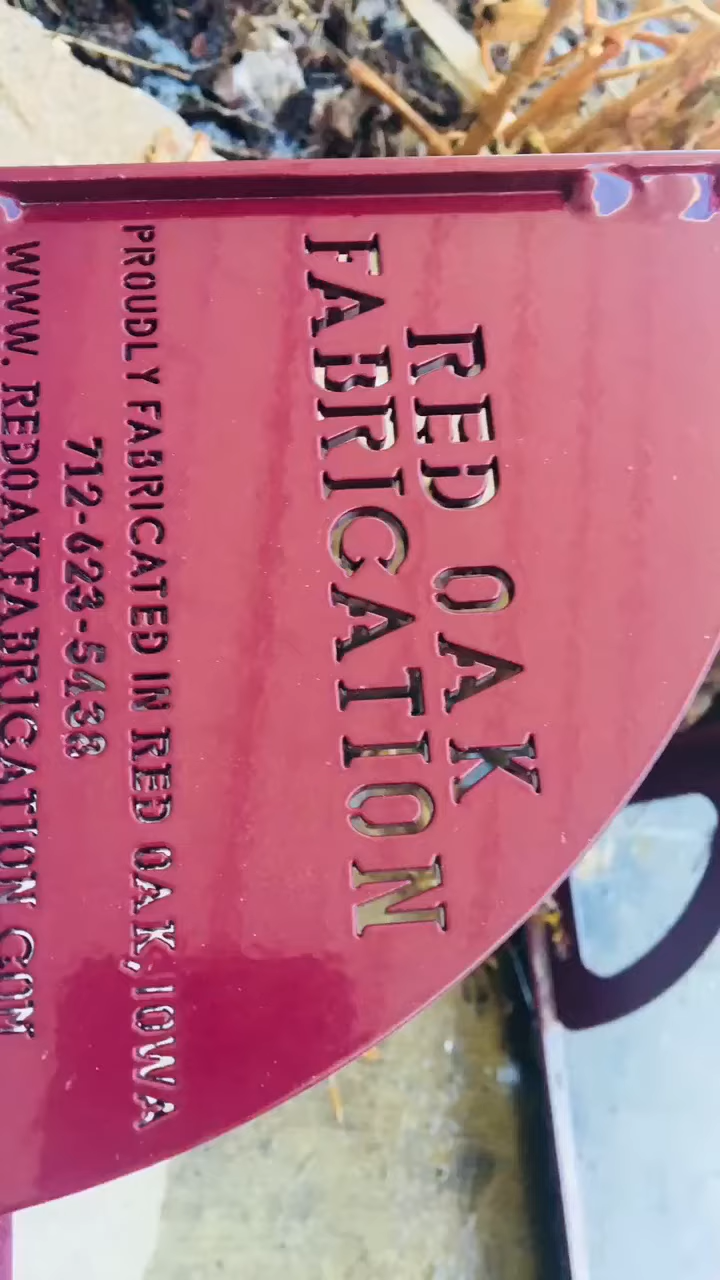 RED OAK
FABRICATION
PROUDLY FABRICATED IN RED OAK, IOWA
712-623-5438
WWW.REDOAKFABRICATION.COM